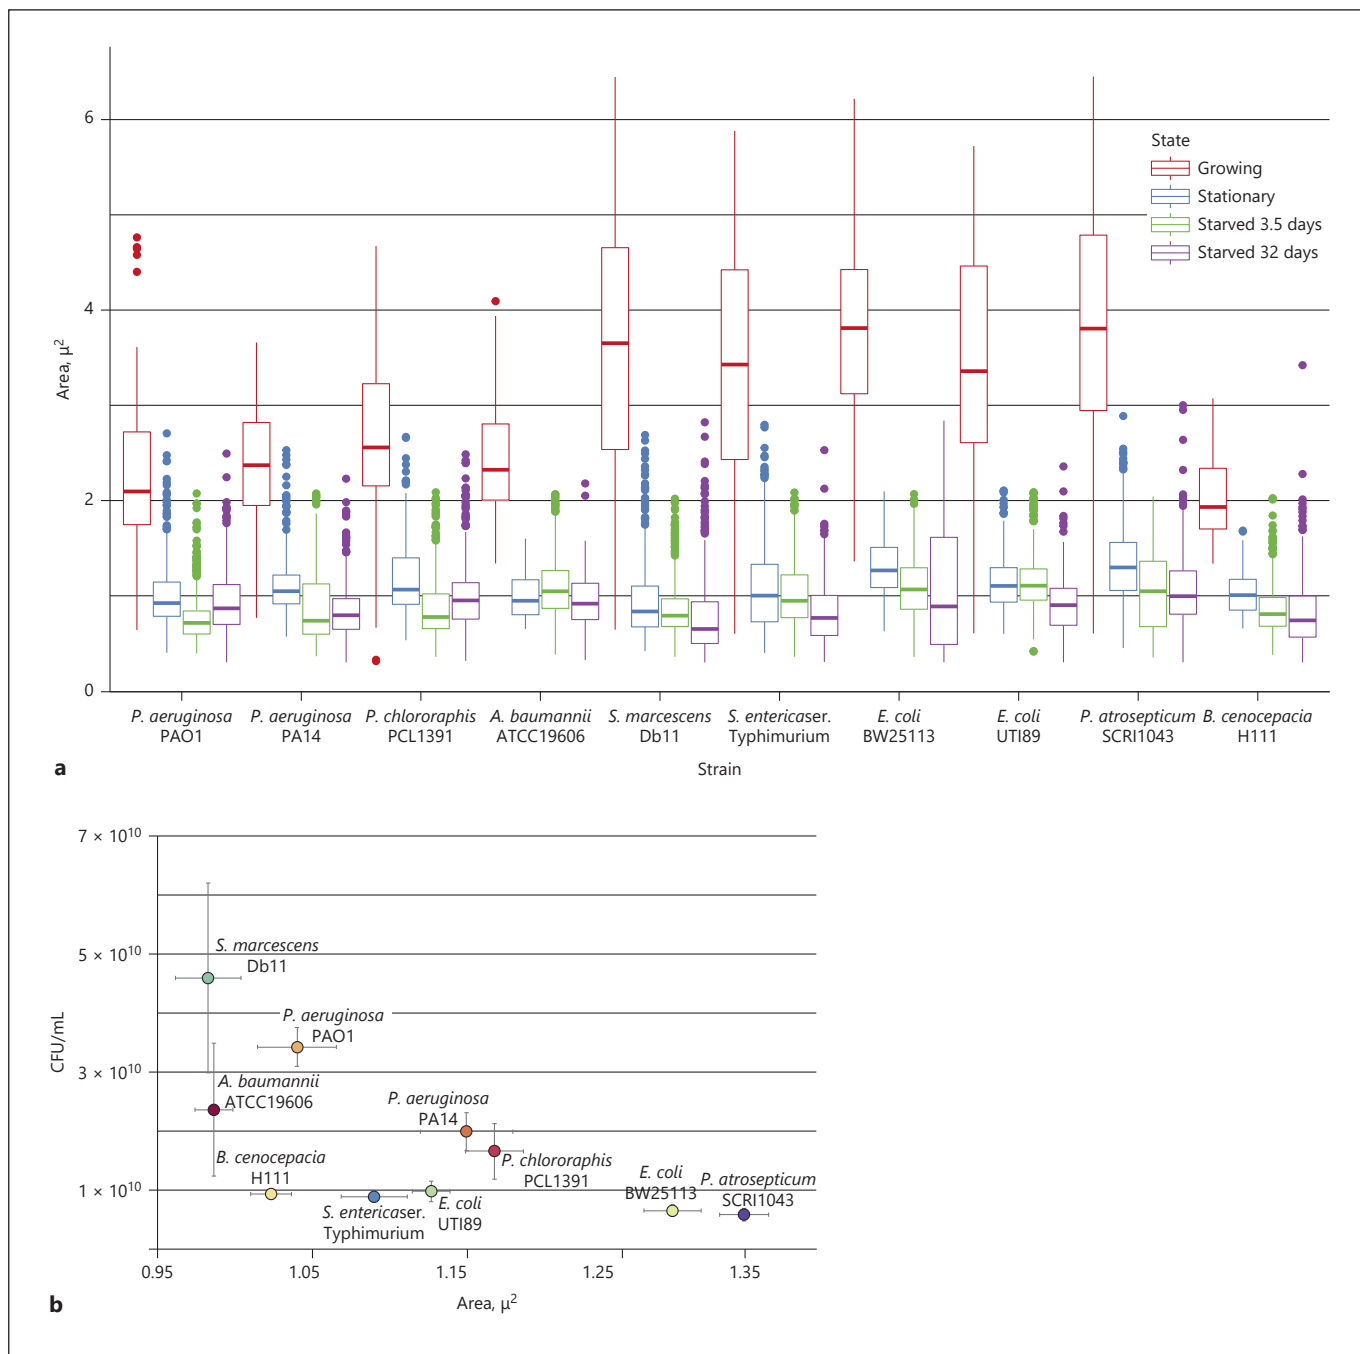 6
4
2
0
Area, μ²
State
Growing
Stationary
Starved 3.5 days
Starved 32 days
P. aeruginosa
PAO1
P. aeruginosa
PA14
P. chlororaphis
PCL1391
A. baumannii
ATCC19606
S. marcescens
Db11
S. entericaser.
Typhimurium
E. coli
BW25113
E. coli
UTI89
P. atrosepticum
SCRI1043
B. cenocepacia
H111
Strain
a
7 × 10¹⁰
5 × 10¹⁰
3 × 10¹⁰
1 × 10¹⁰
CFU/mL
S. marcescens
Db11
P. aeruginosa
PAO1
A. baumannii
ATCC19606
P. aeruginosa
PA14
B. cenocepacia
H111
P. chlororaphis
PCL1391
S. entericaser.
Typhimurium
E. coli
UTI89
E. coli
BW25113
P. atrosepticum
SCRI1043
0.95
1.05
1.15
1.25
1.35
Area, μ²
b